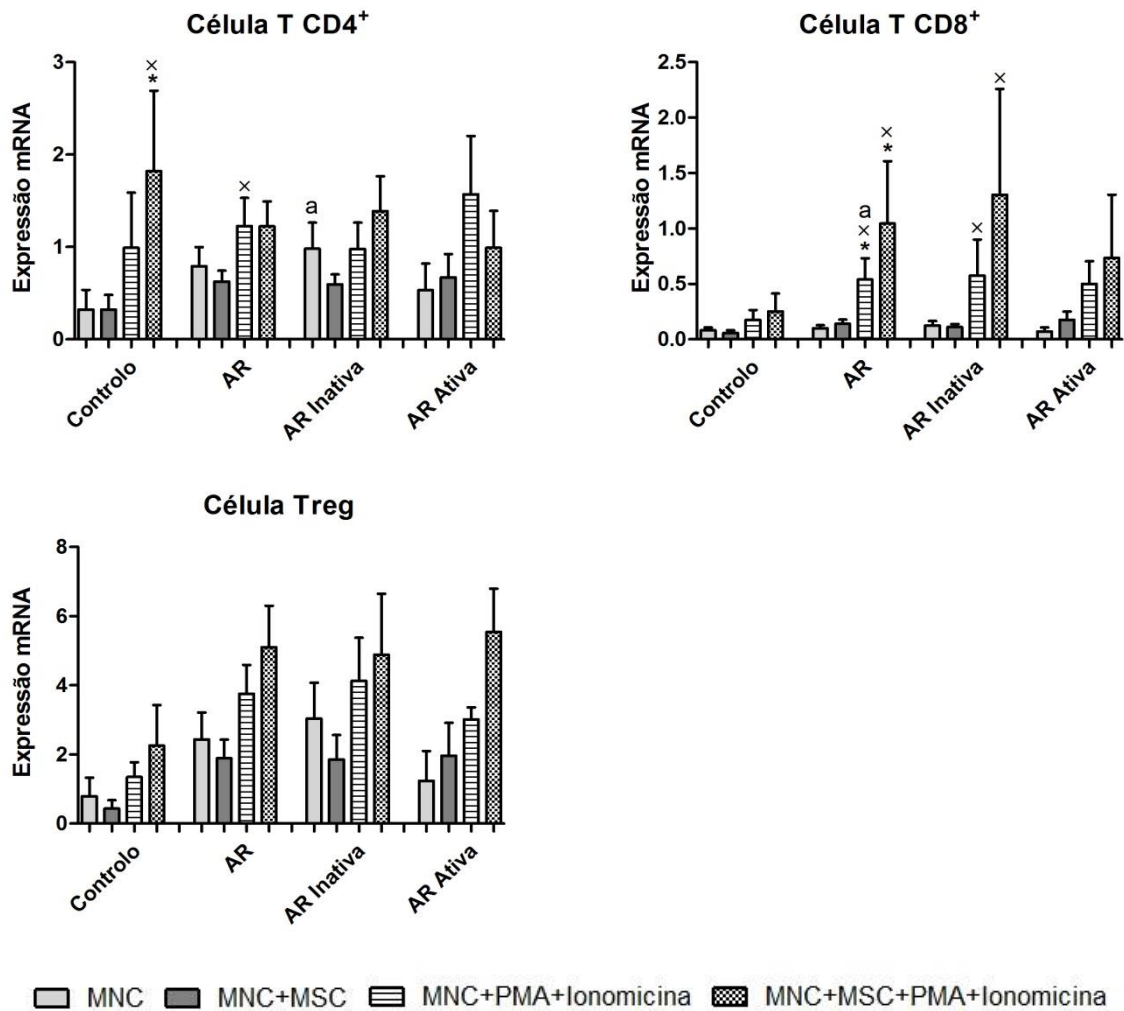 Célula T CD4⁺
Expressão mRNA
3
2
1
0
×
*
×
a
Controlo
AR
AR Inativa
AR Ativa
Célula T CD8⁺
Expressão mRNA
2.5
2.0
1.5
1.0
0.5
0.0
a
×
*
×
*
×
×
Controlo
AR
AR Inativa
AR Ativa
Célula Treg
Expressão mRNA
8
6
4
2
0
Controlo
AR
AR Inativa
AR Ativa
MNC MNC+MSC MNC+PMA+Ionomicina MNC+MSC+PMA+Ionomicina